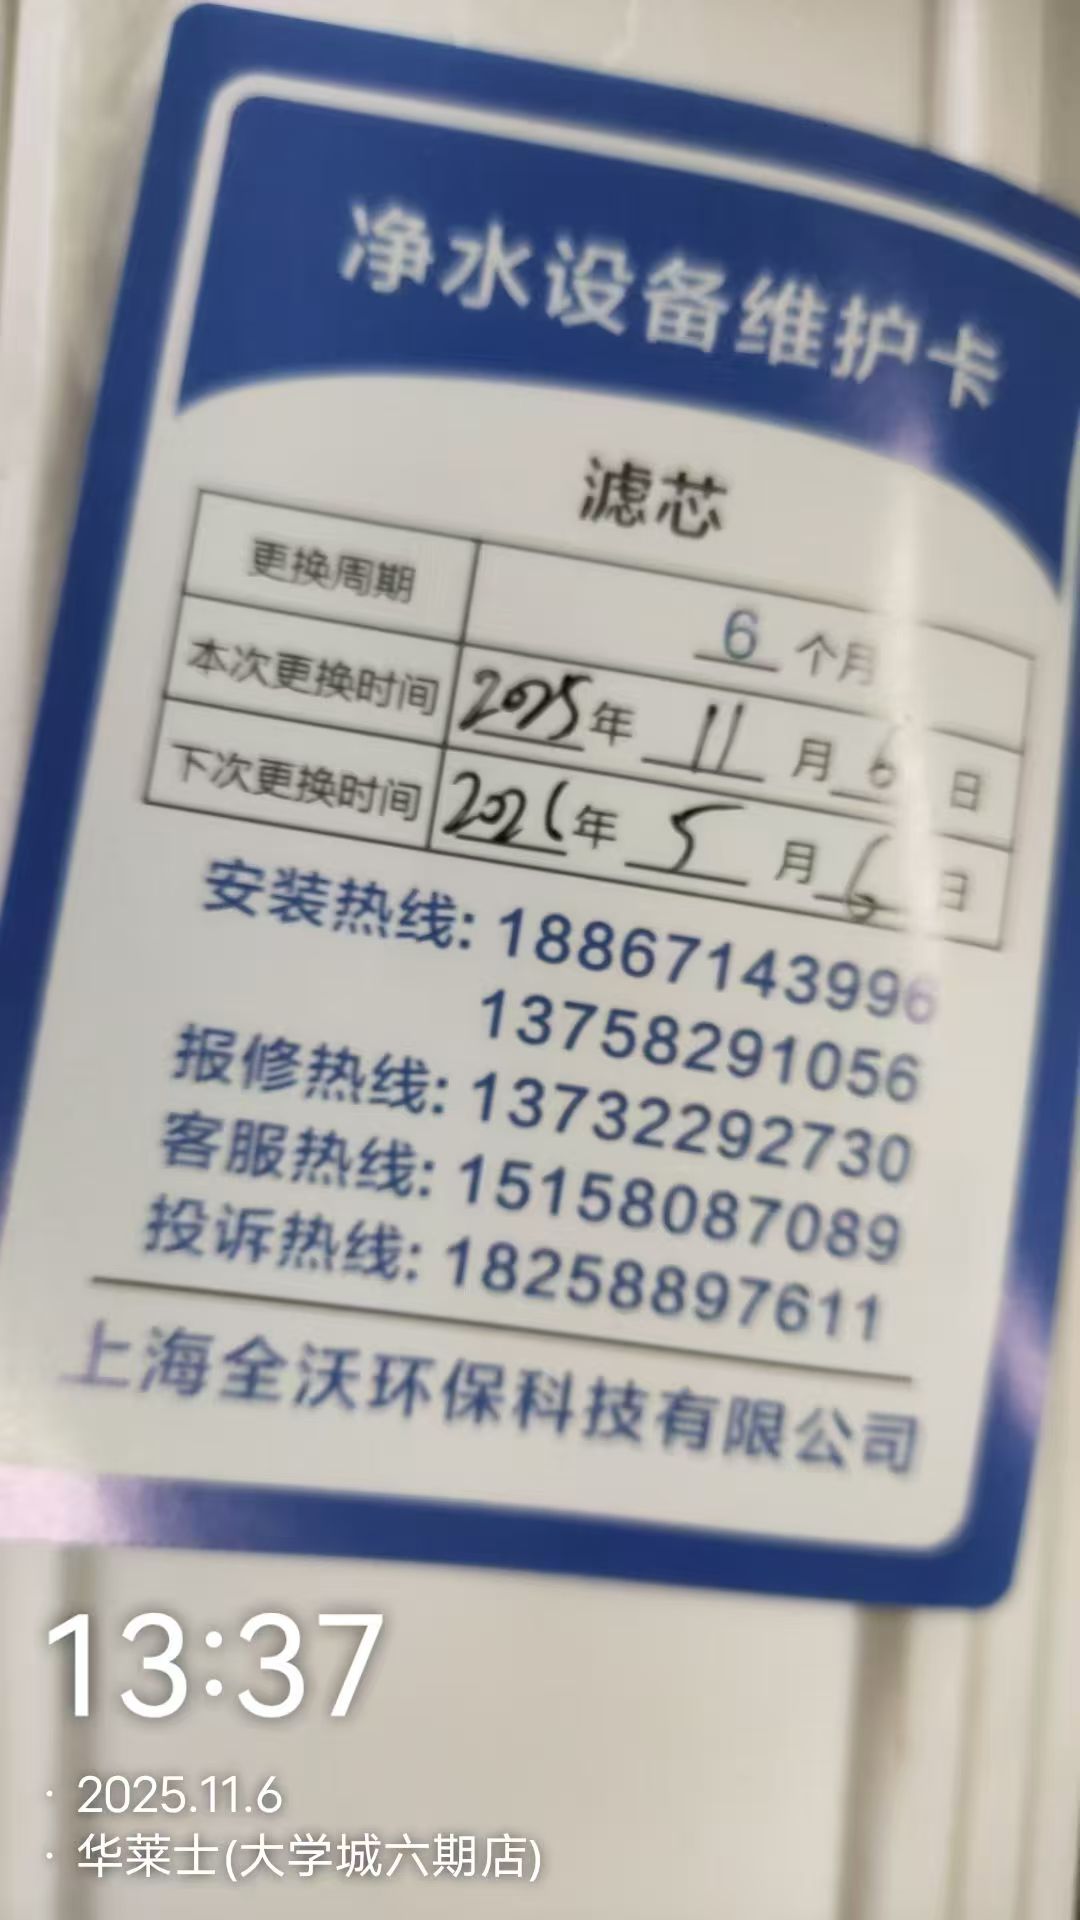 净水设备维护卡
滤芯
更换周期 6 个月
本次更换时间 2025年 11 月 6 日
下次更换时间 2026年 5 月 6 日
安装热线: 18867143996
13758291056
报修热线: 13732292730
客服热线: 15158087089
投诉热线: 18258897611
上海全沃环保科技有限公司
13:37
· 2025.11.6
· 华莱士(大学城六期店)